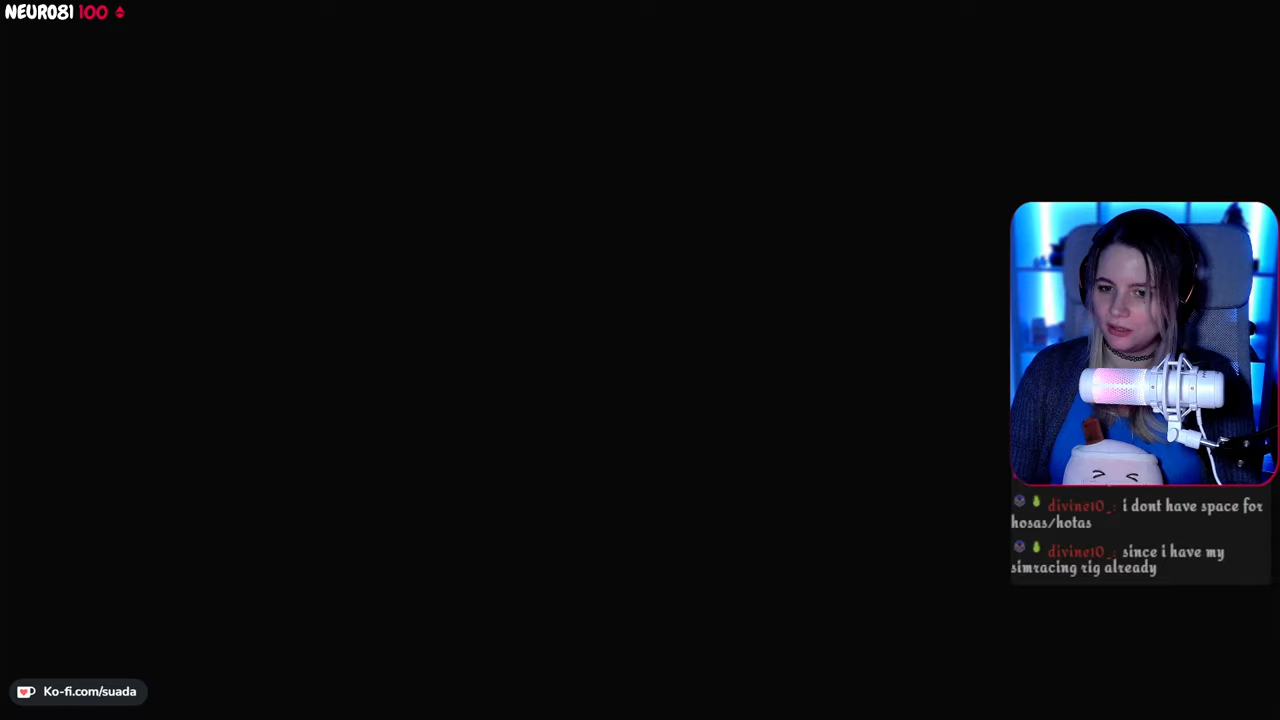 NEURO81 100
divine10_: i dont have space for
hosas/hotas
divine10_: since i have my
simracing rig already
Ko-fi.com/suada